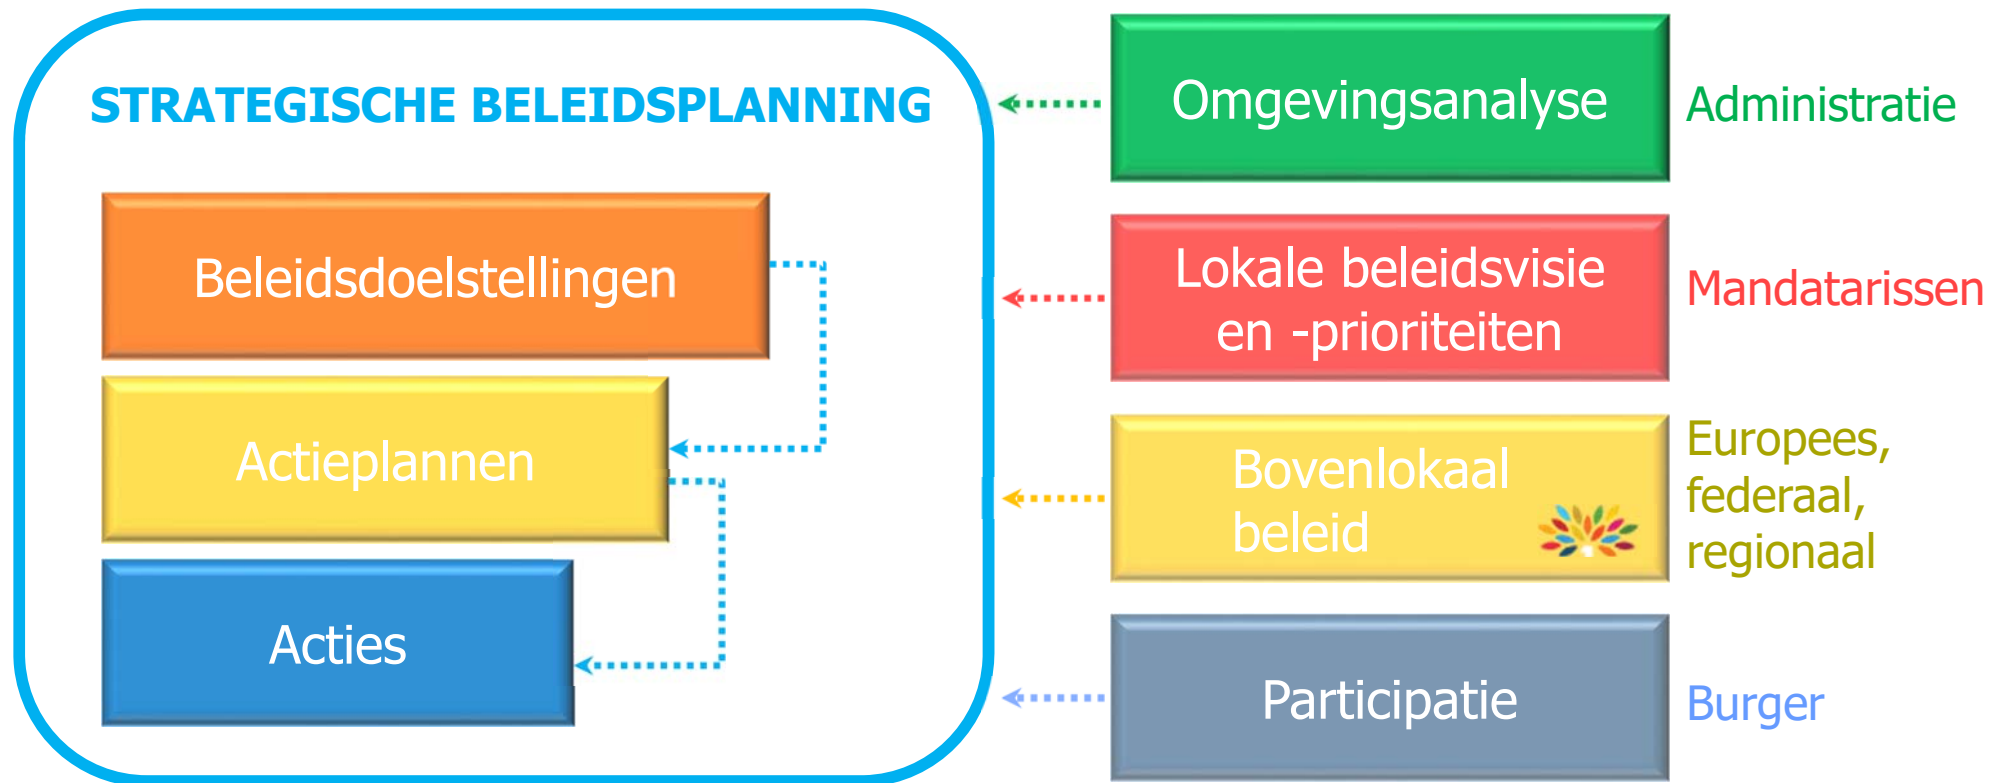 STRATEGISCHE BELEIDSPLANNING
Beleidsdoelstellingen
Actieplannen
Acties
Omgevingsanalyse
Administratie
Lokale beleidsvisie
en -prioriteiten
Mandatarissen
Bovenlokaal
beleid
Europees,
federaal,
regionaal
Participatie
Burger